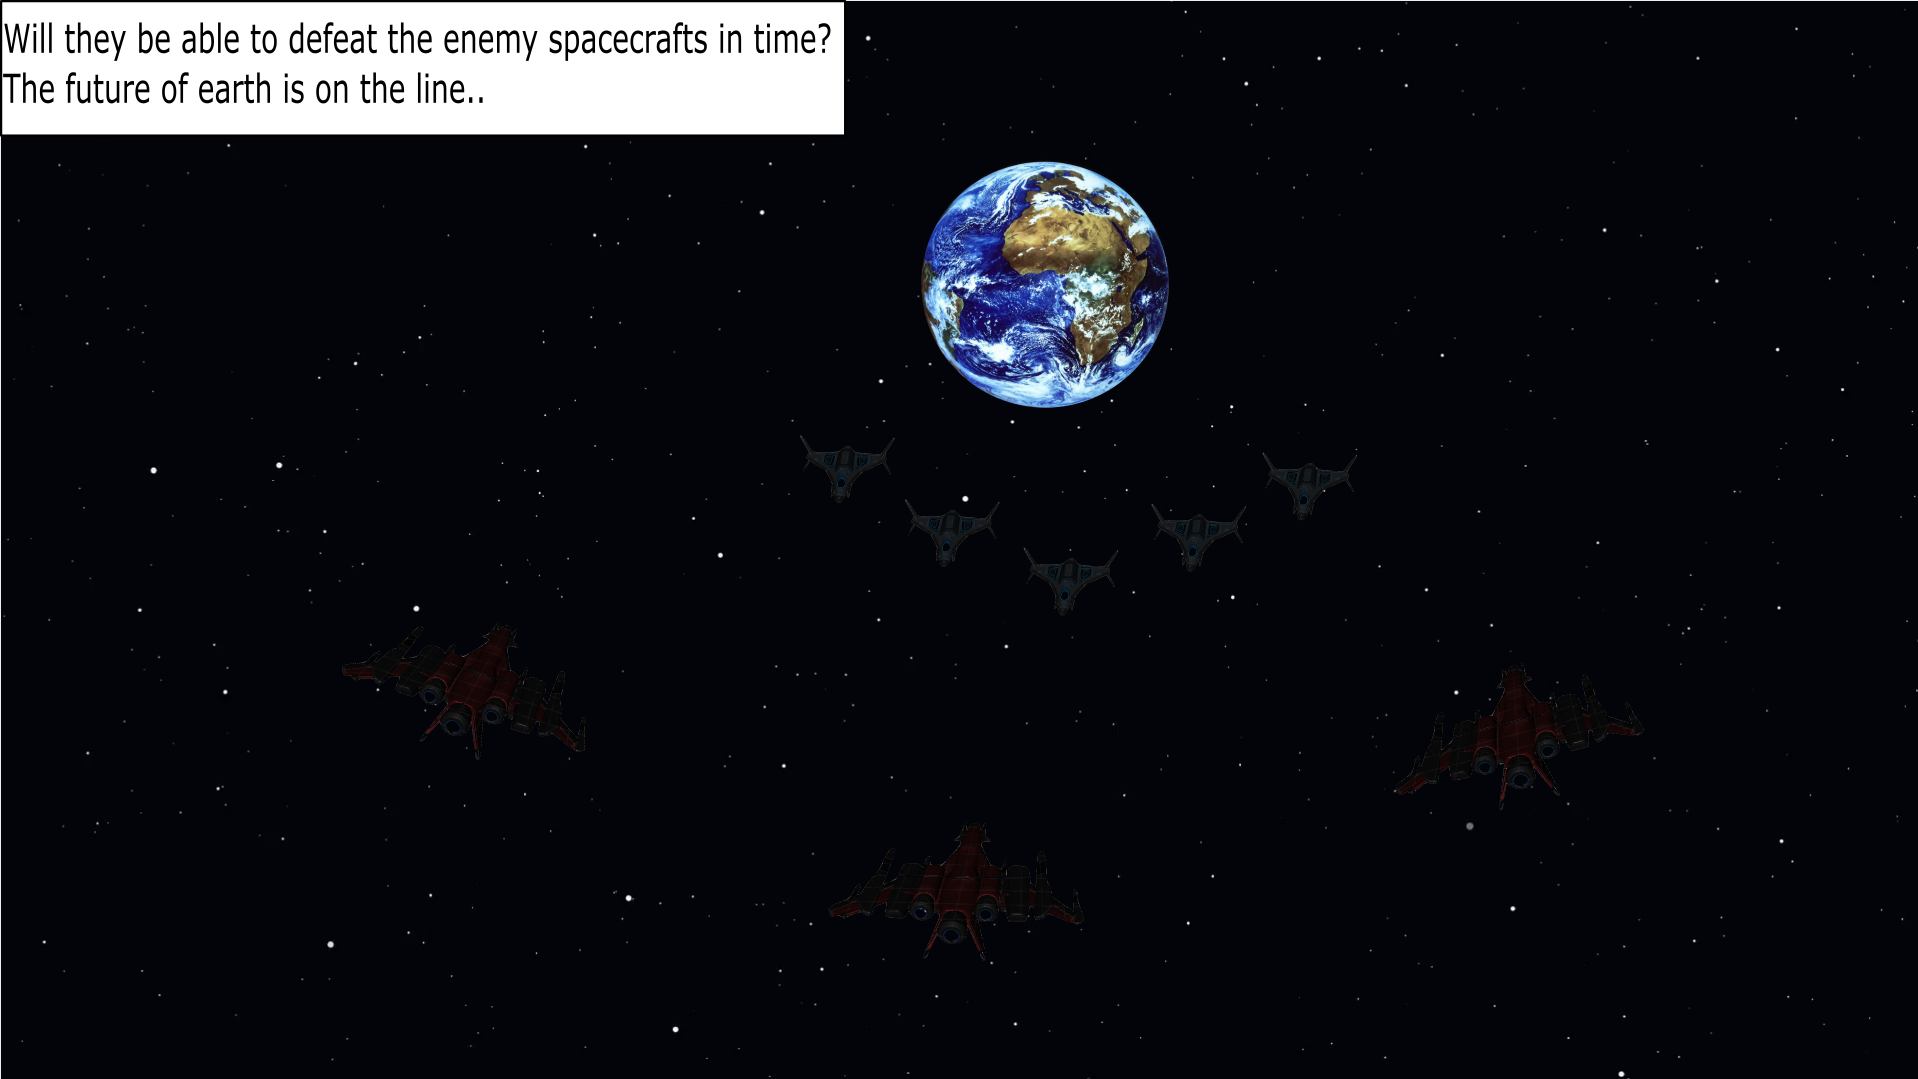 Will they be able to defeat the enemy spacecrafts in time?
The future of earth is on the line..